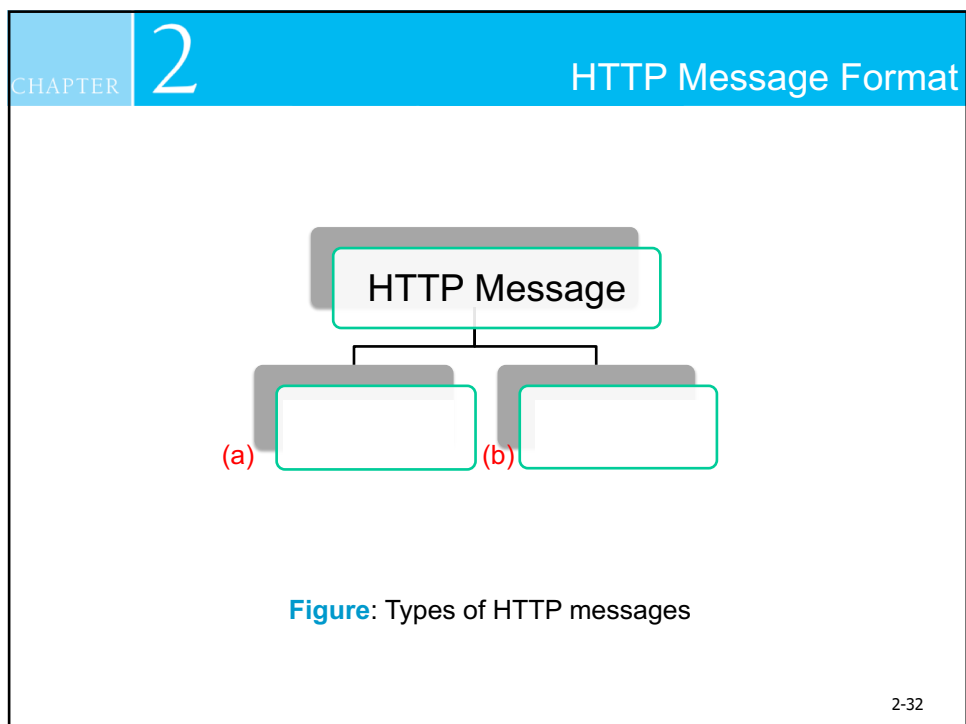 CHAPTER 2
HTTP Message Format
HTTP Message
(a)
(b)
Figure: Types of HTTP messages
2-32